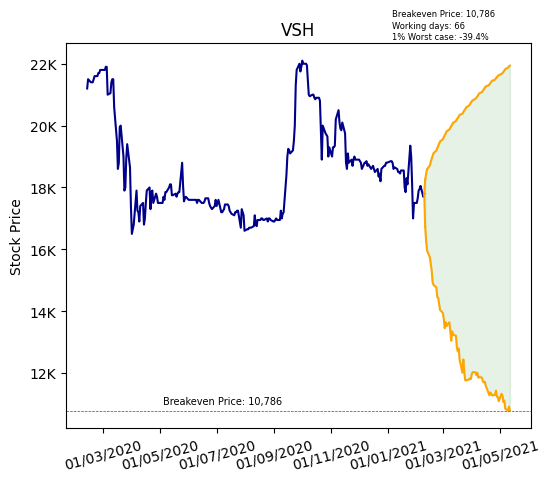 Breakeven Price: 10,786
Working days: 66
1% Worst case: -39.4%
VSH
Stock Price
22K
20K
18K
16K
14K
12K
Breakeven Price: 10,786
01/03/2020
01/05/2020
01/07/2020
01/09/2020
01/11/2020
01/01/2021
01/03/2021
01/05/2021